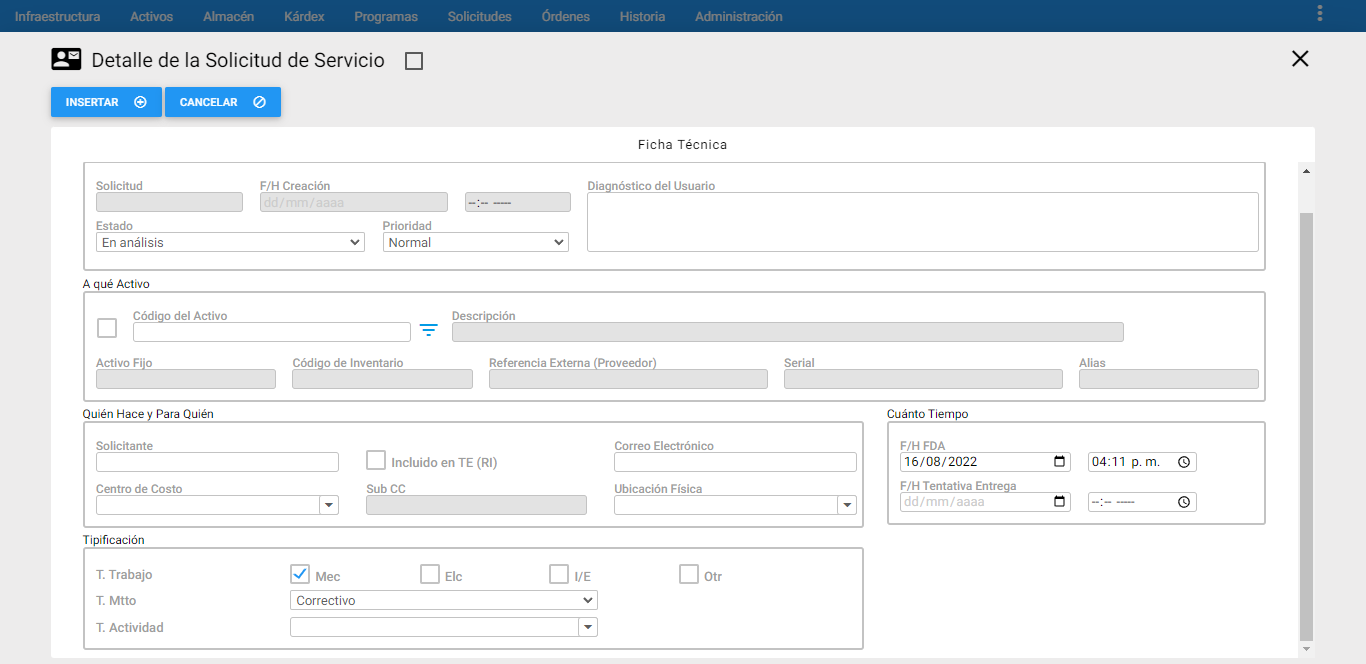 Infraestructura Activos Almacén Kárdex Programas Solicitudes Órdenes Historia Administración
Detalle de la Solicitud de Servicio
INSERTAR CANCELAR
Ficha Técnica
Solicitud F/H Creación Diagnóstico del Usuario
dd/mm/aaaa --:-- -----
Estado Prioridad
En análisis Normal
A qué Activo
Código del Activo Descripción
Activo Fijo Código de Inventario Referencia Externa (Proveedor) Serial Alias
Quién Hace y Para Quién Cuánto Tiempo
Solicitante Correo Electrónico F/H FDA
Incluido en TE (RI) 16/08/2022 04:11 p. m.
Centro de Costo Sub CC Ubicación Física F/H Tentativa Entrega
dd/mm/aaaa --:-- -----
Tipificación
T. Trabajo Mec Elc I/E Otr
T. Mtto Correctivo
T. Actividad